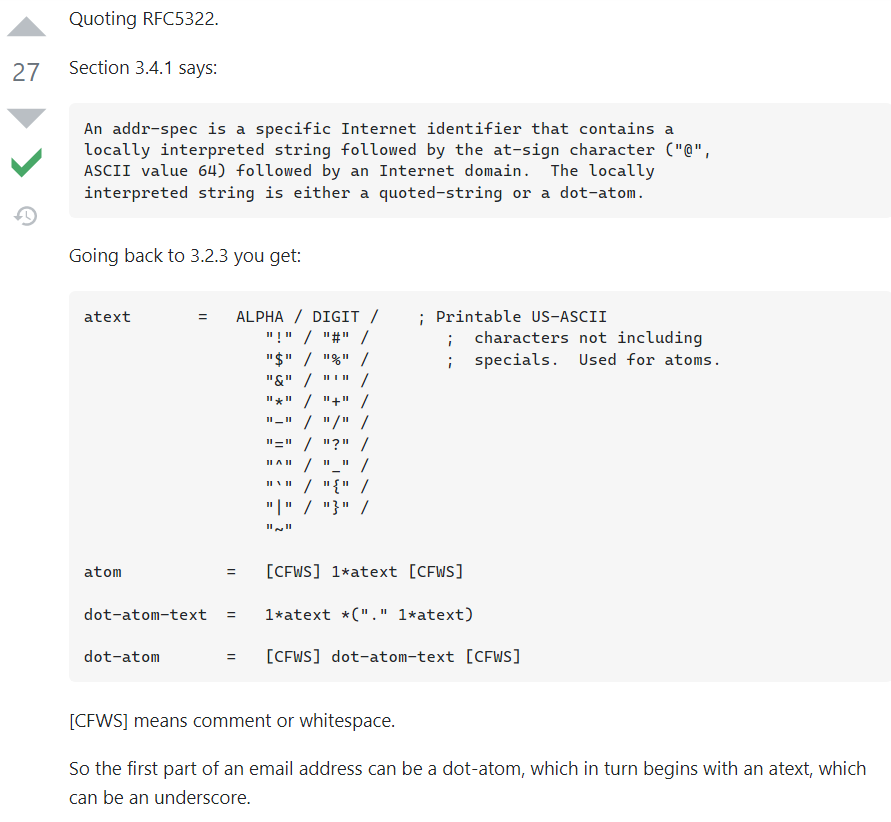 Quoting RFC5322.
27
Section 3.4.1 says:
An addr-spec is a specific Internet identifier that contains a
locally interpreted string followed by the at-sign character ("@",
ASCII value 64) followed by an Internet domain.  The locally
interpreted string is either a quoted-string or a dot-atom.
Going back to 3.2.3 you get:
atext       =   ALPHA / DIGIT /    ; Printable US-ASCII
                "!" / "#" /        ;  characters not including
                "$" / "%" /        ;  specials.  Used for atoms.
                "&" / "'" /
                "*" / "+" /
                "-" / "/" /
                "=" / "?" /
                "^" / "_" /
                "`" / "{" /
                "|" / "}" /
                "~"
atom           =   [CFWS] 1*atext [CFWS]
dot-atom-text  =   1*atext *("." 1*atext)
dot-atom       =   [CFWS] dot-atom-text [CFWS]
[CFWS] means comment or whitespace.
So the first part of an email address can be a dot-atom, which in turn begins with an atext, which
can be an underscore.